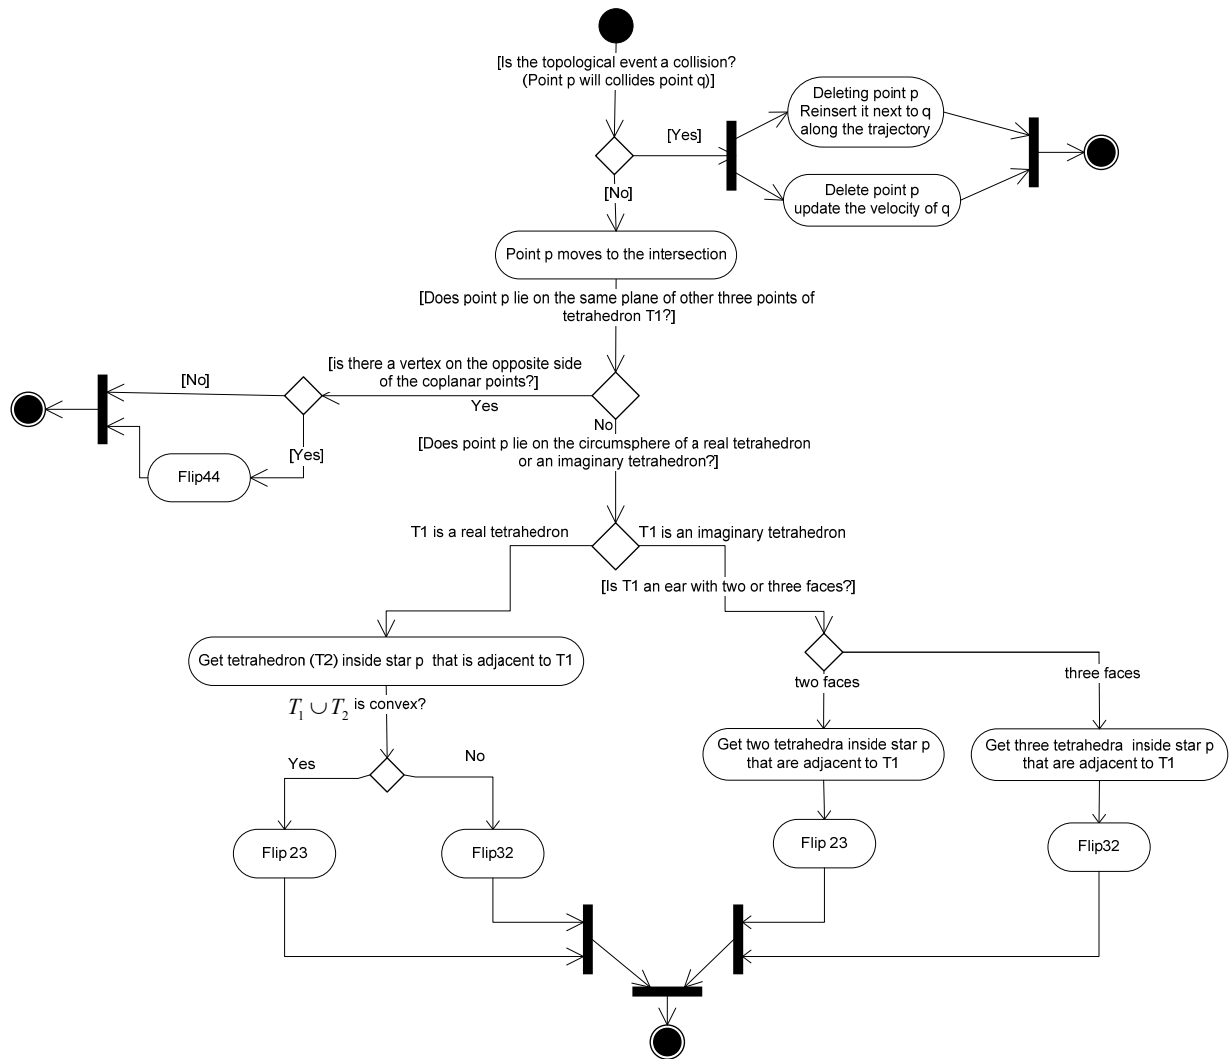 [Is the topological event a collision?
(Point p will collides point q)]
[Yes]
Deleting point p
Reinsert it next to q
along the trajectory
Delete point p
update the velocity of q
[No]
Point p moves to the intersection
[Does point p lie on the same plane of other three points of
tetrahedron T1?]
[is there a vertex on the opposite side
of the coplanar points?]
Yes
[No]
[Yes]
Flip44
No
[Does point p lie on the circumsphere of a real tetrahedron
or an imaginary tetrahedron?]
T1 is a real tetrahedron
T1 is an imaginary tetrahedron
[Is T1 an ear with two or three faces?]
Get tetrahedron (T2) inside star p that is adjacent to T1
T₁ ∪ T₂ is convex?
Yes
No
Flip 23
Flip32
two faces
three faces
Get two tetrahedra inside star p
that are adjacent to T1
Get three tetrahedra inside star p
that are adjacent to T1
Flip 23
Flip32